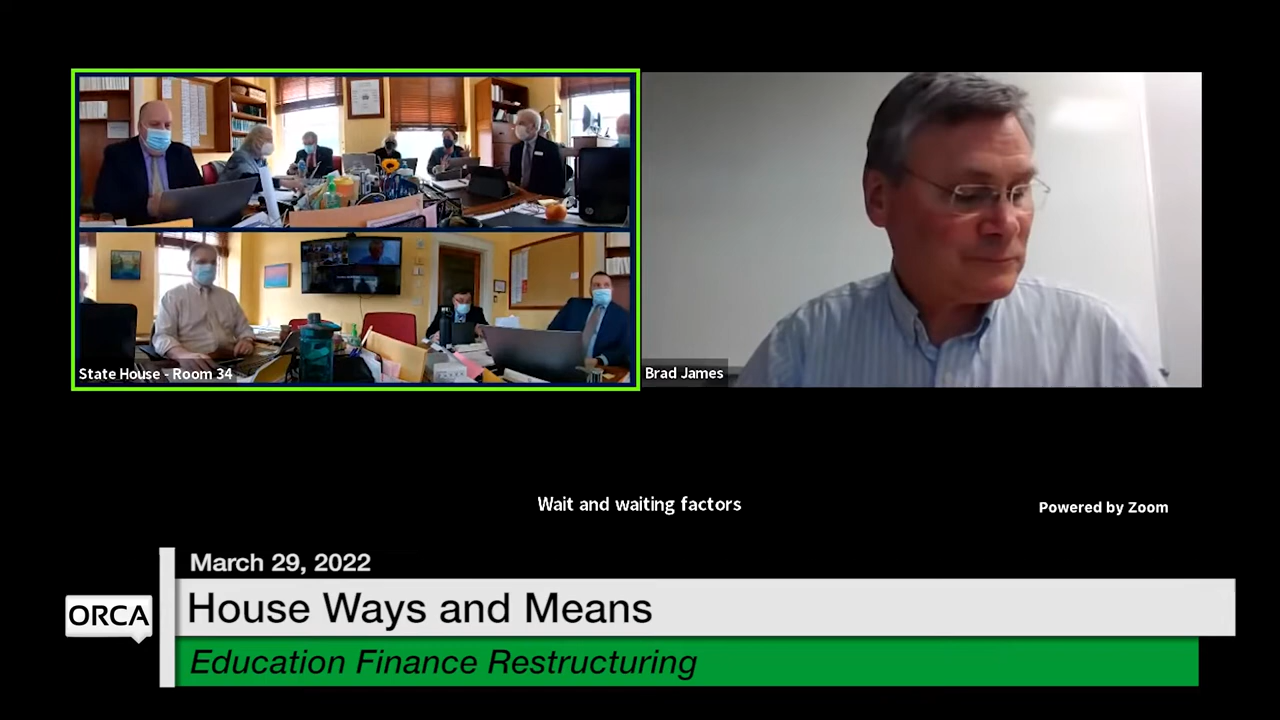 State House - Room 34
Brad James
Wait and waiting factors
Powered by Zoom
March 29, 2022
House Ways and Means
ORCA
Education Finance Restructuring